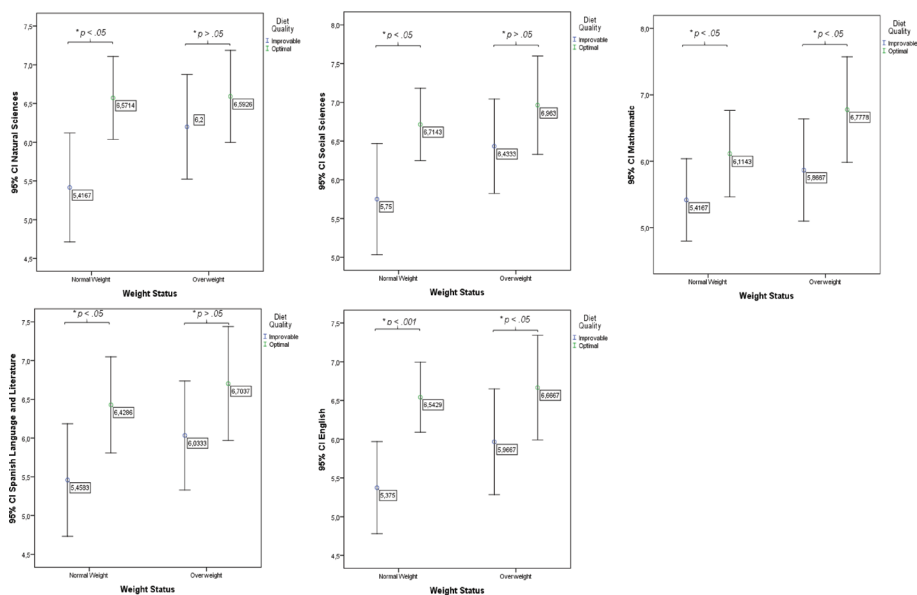 Diet
Quality
Improvable
Optimal
* p < .05
* p > .05
7,5
7,0
6,5
6,0
5,5
5,0
4,5
95% CI Natural Sciences
5,4167
6,5714
6,2
6,5926
Normal Weight
Overweight
Weight Status
Diet
Quality
Improvable
Optimal
* p < .05
* p > .05
8,0
7,5
7,0
6,5
6,0
5,5
5,0
95% CI Social Sciences
5,75
6,7143
6,4333
6,963
Normal Weight
Overweight
Weight Status
Diet
Quality
Improvable
Optimal
* p < .05
* p < .05
8,0
7,0
6,0
5,0
95% CI Mathematic
5,4167
6,1143
5,8667
6,7778
Normal Weight
Overweight
Weight Status
Diet
Quality
Improvable
Optimal
* p < .05
* p > .05
7,5
7,0
6,5
6,0
5,5
5,0
4,5
95% CI Spanish Language and Literature
5,4583
6,4286
6,0333
6,7037
Normal Weight
Overweight
Weight Status
Diet
Quality
Improvable
Optimal
* p < .001
* p < .05
7,5
7,0
6,5
6,0
5,5
5,0
4,5
95% CI English
5,375
6,5429
5,9667
6,6667
Normal Weight
Overweight
Weight Status